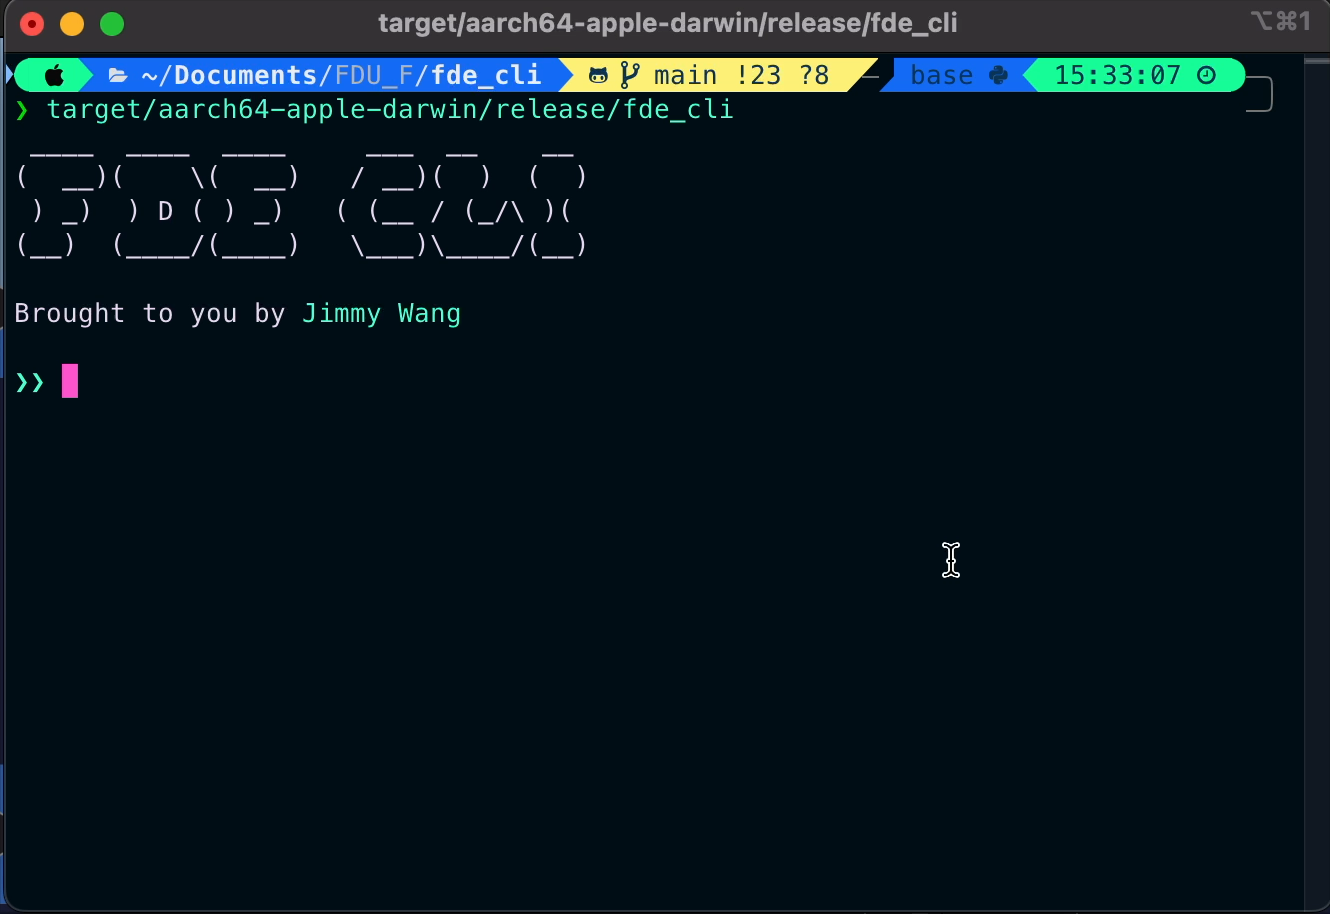 target/aarch64-apple-darwin/release/fde_cli ⌥⌘1
~/Documents/FDU_F/fde_cli main !23 ?8 base 15:33:07
❯ target/aarch64-apple-darwin/release/fde_cli
 ____  ____  ____     ___  __    __
(  __)(    \(  __)   / __)(  )  (  )
 ) _)  ) D ( ) _)   ( (__ / (_/\ )(
(__)  (____/(____)   \___)\____/(__)
Brought to you by Jimmy Wang
❯❯